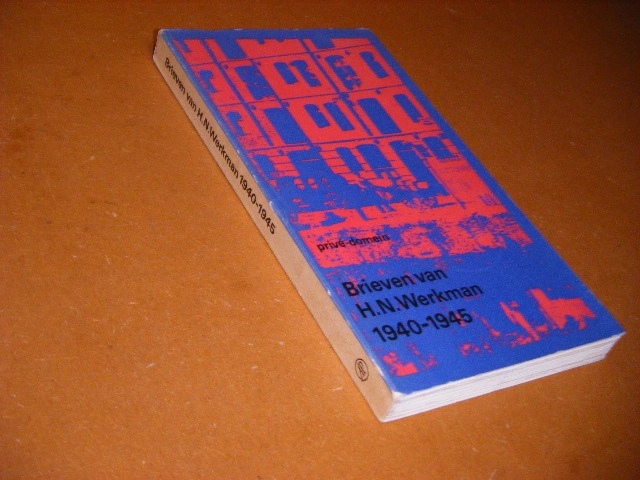 Brieven van H.N.Werkman 1940-1945
privé-domein
Brieven van
H.N.Werkman
1940-1945